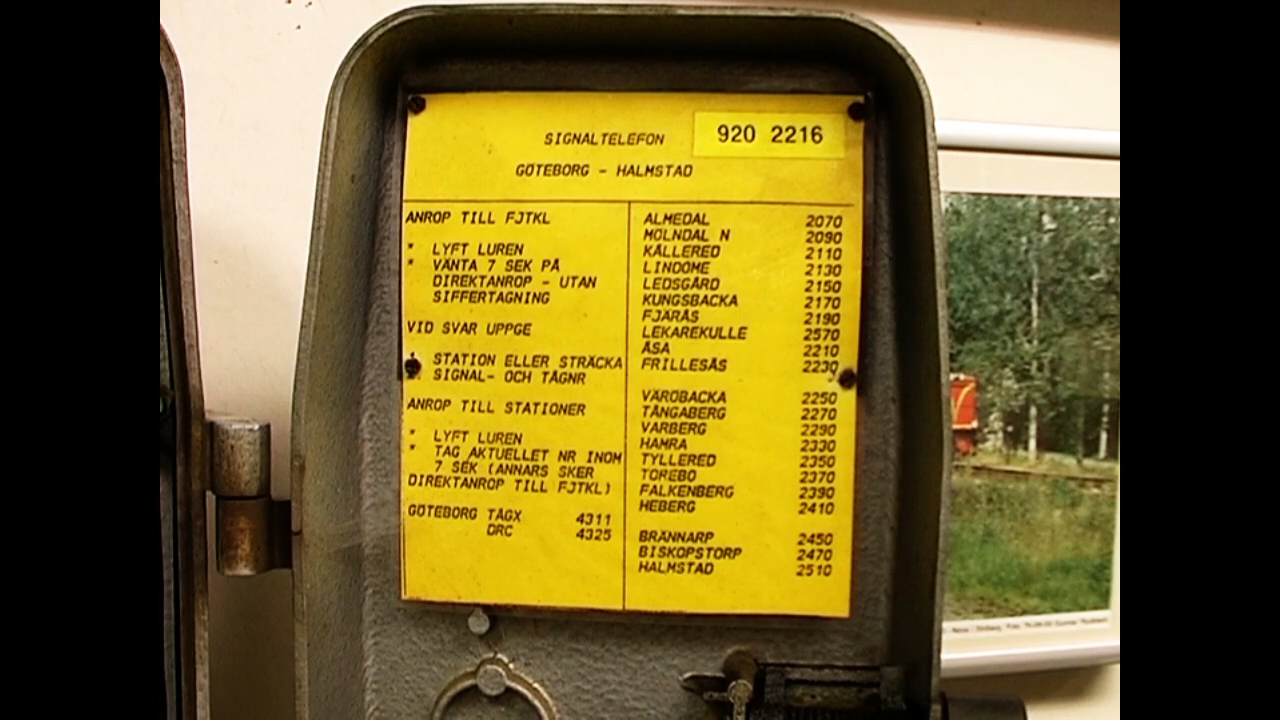 SIGNALTELEFON 920 2216
GÖTEBORG - HALMSTAD
ANROP TILL FJTKL
* LYFT LUREN
* VÄNTA 7 SEK PÅ
DIREKTANROP - UTAN
SIFFERTAGNING
VID SVAR UPPGE
* STATION ELLER STRÄCKA
* SIGNAL- OCH TÅGNR
ANROP TILL STATIONER
* LYFT LUREN
* TAG AKTUELLET NR INOM
7 SEK (ANNARS SKER
DIREKTANROP TILL FJTKL)
GÖTEBORG TÅGX 4311
DRC 4325
ALMEDAL 2070
MÖLNDAL N 2090
KÅLLERED 2110
LINDOME 2130
LEDSGÅRD 2150
KUNGSBACKA 2170
FJÄRÅS 2190
LEKAREKULLE 2570
ÅSA 2210
FRILLESÅS 2230
VÄRÖBACKA 2250
TÅNGABERG 2270
VARBERG 2290
HAMRA 2330
TYLLERED 2350
TOREBO 2370
FALKENBERG 2390
HEBERG 2410
BRÄNNARP 2450
BISKOPSTORP 2470
HALMSTAD 2510